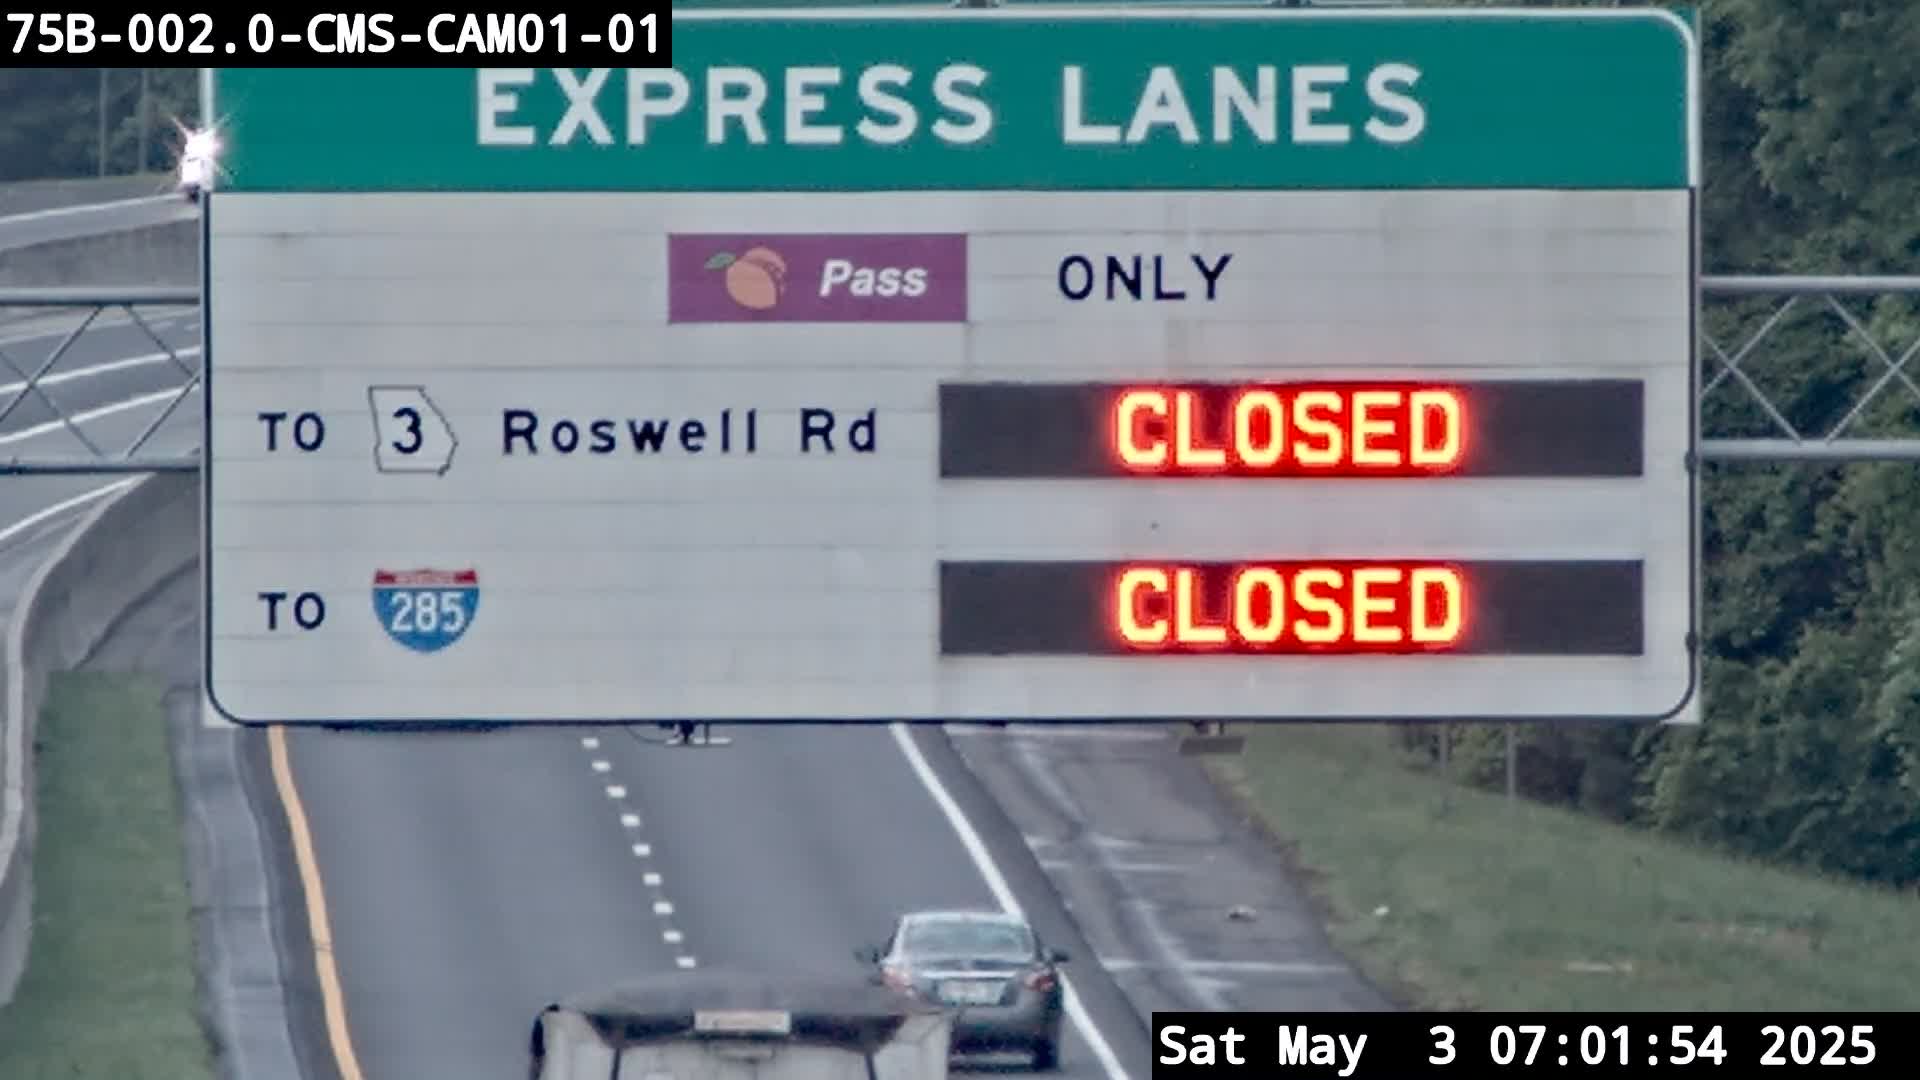 75B-002.0-CMS-CAM01-01
EXPRESS LANES
Pass ONLY
TO 3 Roswell Rd CLOSED
TO 285 CLOSED
Sat May 3 07:01:54 2025